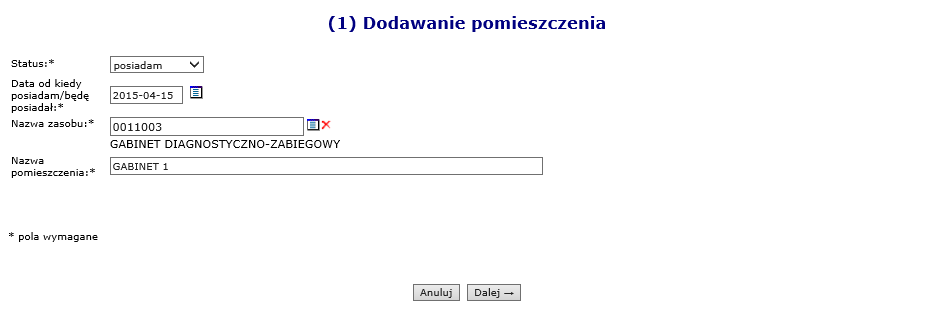 (1) Dodawanie pomieszczenia
Status:* posiadam
Data od kiedy
posiadam/będę
posiadał:* 2015-04-15
Nazwa zasobu:* 0011003
GABINET DIAGNOSTYCZNO-ZABIEGOWY
Nazwa
pomieszczenia:* GABINET 1
* pola wymagane
Anuluj Dalej →